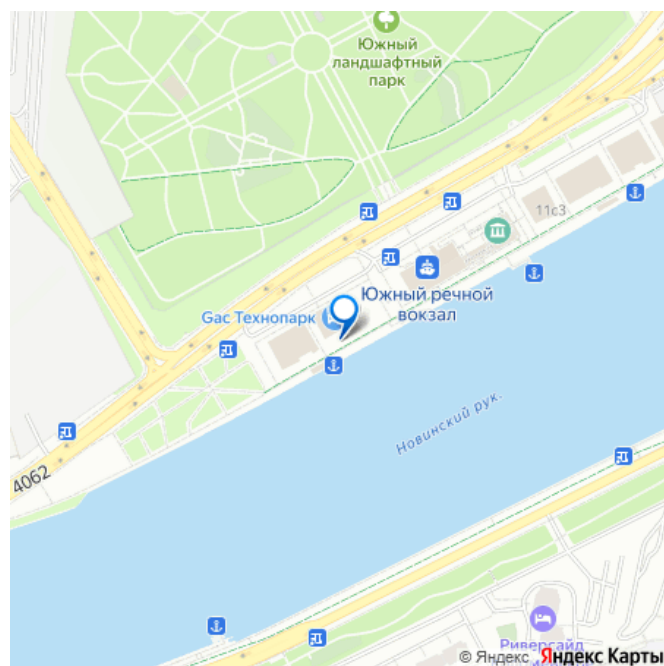 Южный
ландшафтный
парк
11с3
Южный речной
вокзал
Gac Технопарк
Новинский рук.
4062
Риверсайд
© Яндекс Яндекс Карты